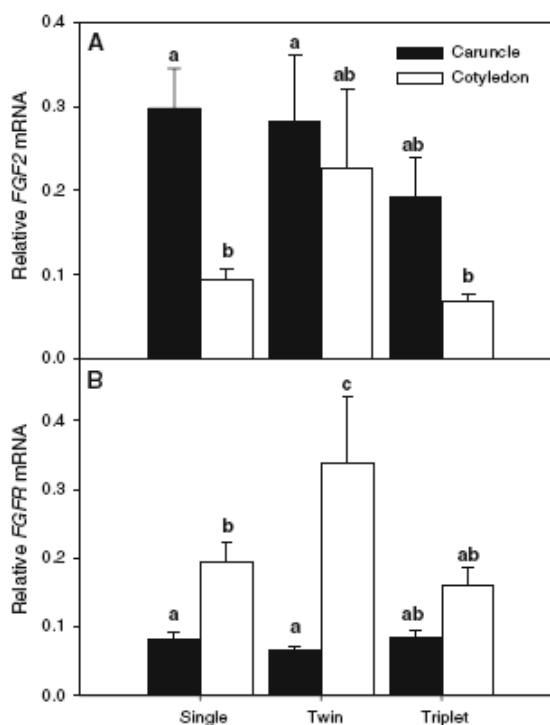 A
Caruncle
Cotyledon
Relative FGF2 mRNA
0.4
0.3
0.2
0.1
0.0
a
b
a
ab
ab
b
B
Relative FGFR mRNA
0.4
0.3
0.2
0.1
0.0
a
b
a
c
ab
ab
Single
Twin
Triplet